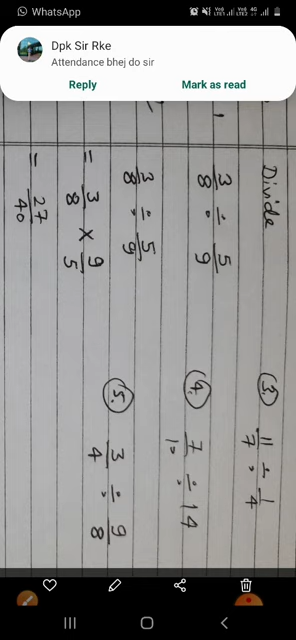 WhatsApp
Dpk Sir Rke
Attendance bhej do sir
Reply
Mark as read
Divide
3/8 ÷ 5/9
3/8 ÷ 5/9
= 3/8 × 9/5
= 27/40
(3.) 11/7 ÷ 1/4
(4.) 7/10 ÷ 14
(5.) 3/4 ÷ 9/8